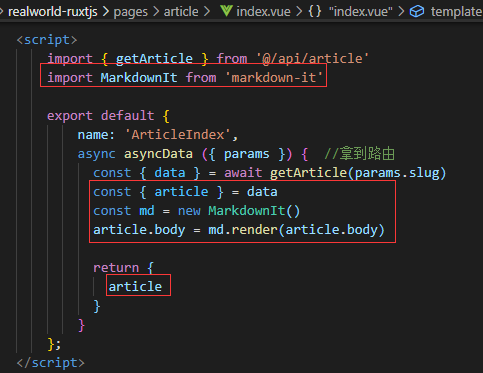 realworld-ruxtjs > pages > article > index.vue > {} "index.vue" > template
<script>
import { getArticle } from '@/api/article'
import MarkdownIt from 'markdown-it'
export default {
name: 'ArticleIndex',
async asyncData ({ params }) { //拿到路由
const { data } = await getArticle(params.slug)
const { article } = data
const md = new MarkdownIt()
article.body = md.render(article.body)
return {
article
}
}
};
</script>